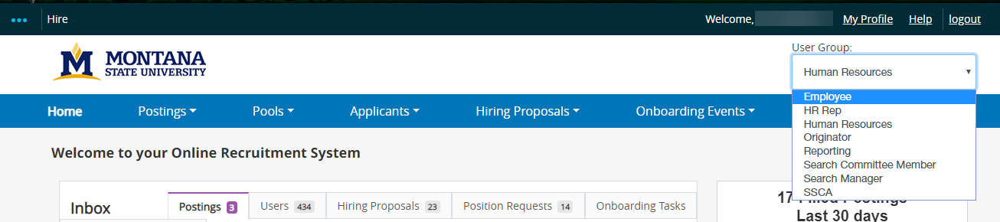 Hire Welcome, My Profile Help logout
MONTANA
STATE UNIVERSITY
User Group:
Human Resources
Employee
HR Rep
Human Resources
Originator
Reporting
Search Committee Member
Search Manager
SSCA
Home Postings Pools Applicants Hiring Proposals Onboarding Events
Welcome to your Online Recruitment System
Inbox
Postings 3 Users 434 Hiring Proposals 23 Position Requests 14 Onboarding Tasks
17 Filled Postings
Last 30 days